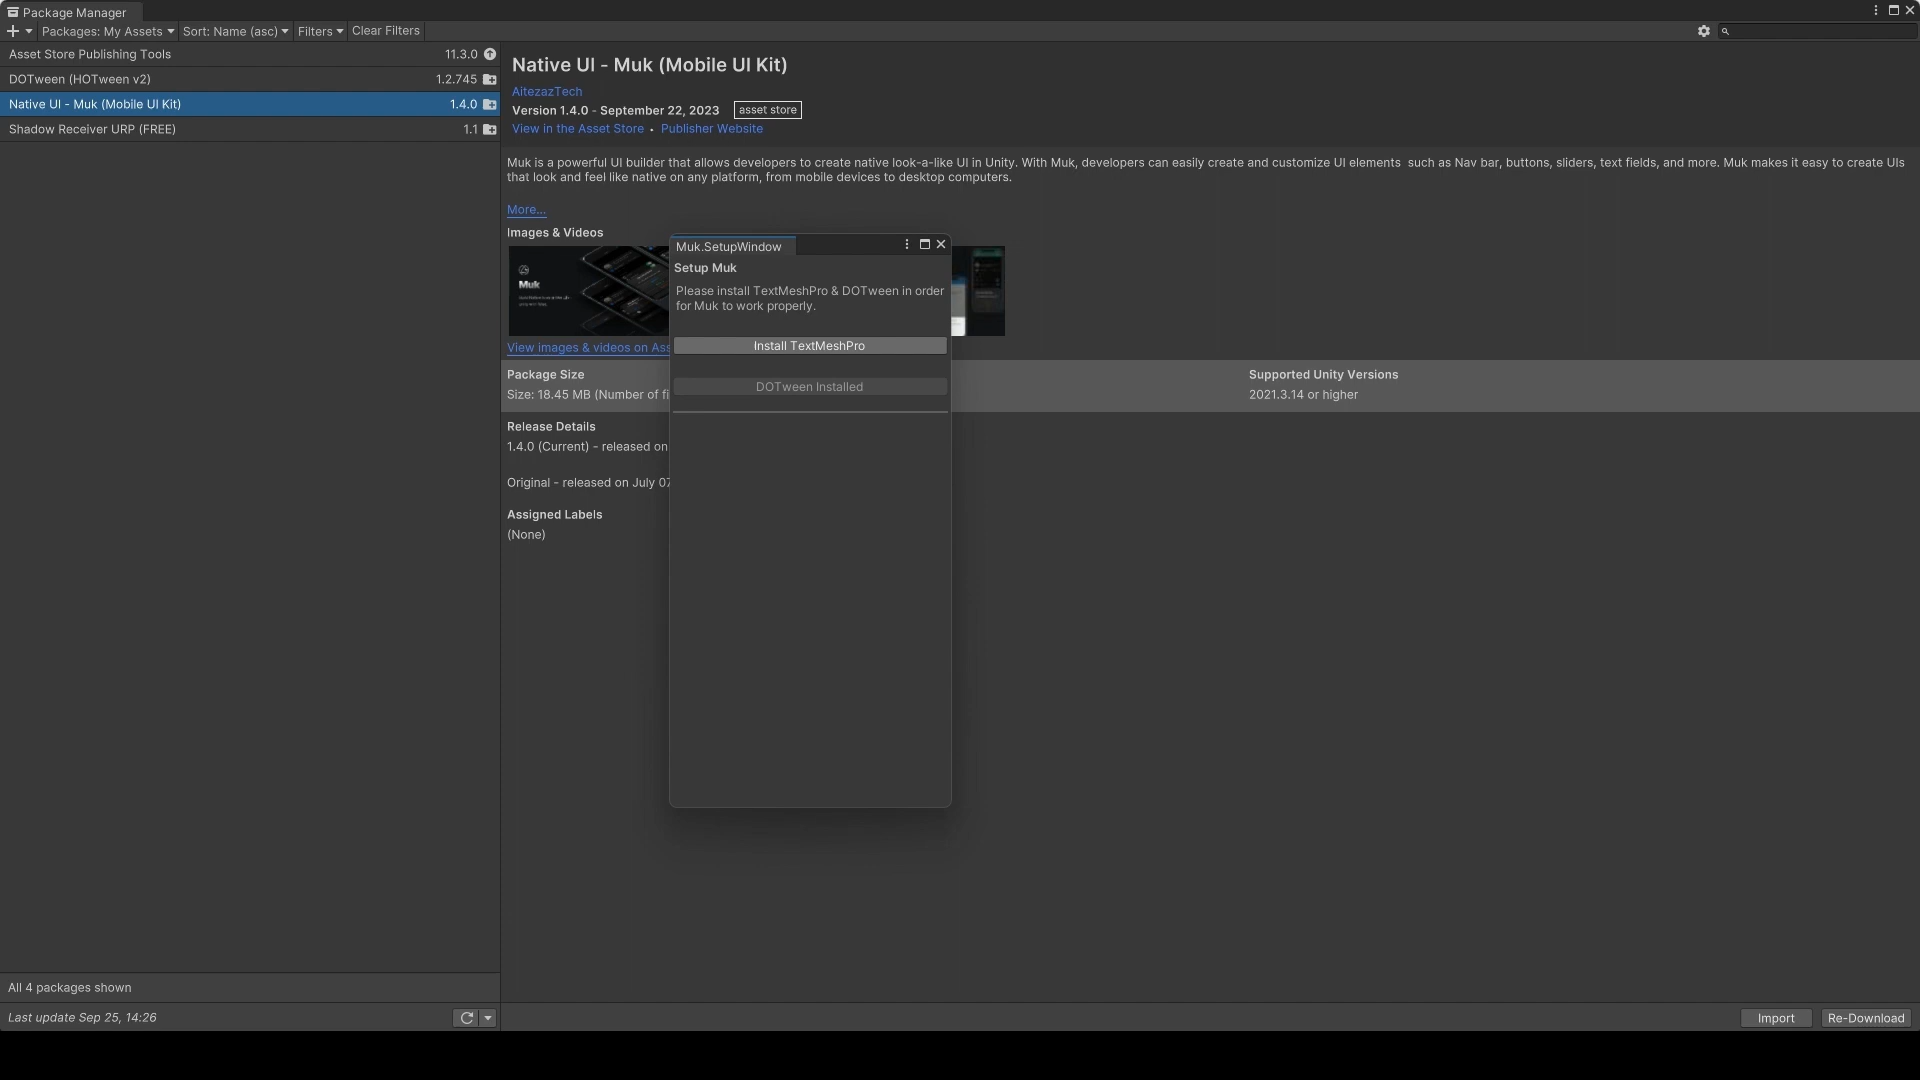 Package Manager
Packages: My Assets Sort: Name (asc) Filters Clear Filters
Asset Store Publishing Tools 11.3.0
DOTween (HOTween v2) 1.2.745
Native UI - Muk (Mobile UI Kit) 1.4.0
Shadow Receiver URP (FREE) 1.1
All 4 packages shown
Last update Sep 25, 14:26
Native UI - Muk (Mobile UI Kit)
AitezazTech
Version 1.4.0 - September 22, 2023 asset store
View in the Asset Store • Publisher Website
Muk is a powerful UI builder that allows developers to create native look-a-like UI in Unity. With Muk, developers can easily create and customize UI elements such as Nav bar, buttons, sliders, text fields, and more. Muk makes it easy to create UIs
that look and feel like native on any platform, from mobile devices to desktop computers.
More...
Images & Videos
Muk
View images & videos on Ass
Package Size
Size: 18.45 MB (Number of fi
Supported Unity Versions
2021.3.14 or higher
Release Details
1.4.0 (Current) - released on
Original - released on July 07
Assigned Labels
(None)
Muk.SetupWindow
Setup Muk
Please install TextMeshPro & DOTween in order
for Muk to work properly.
Install TextMeshPro
DOTween Installed
Import Re-Download